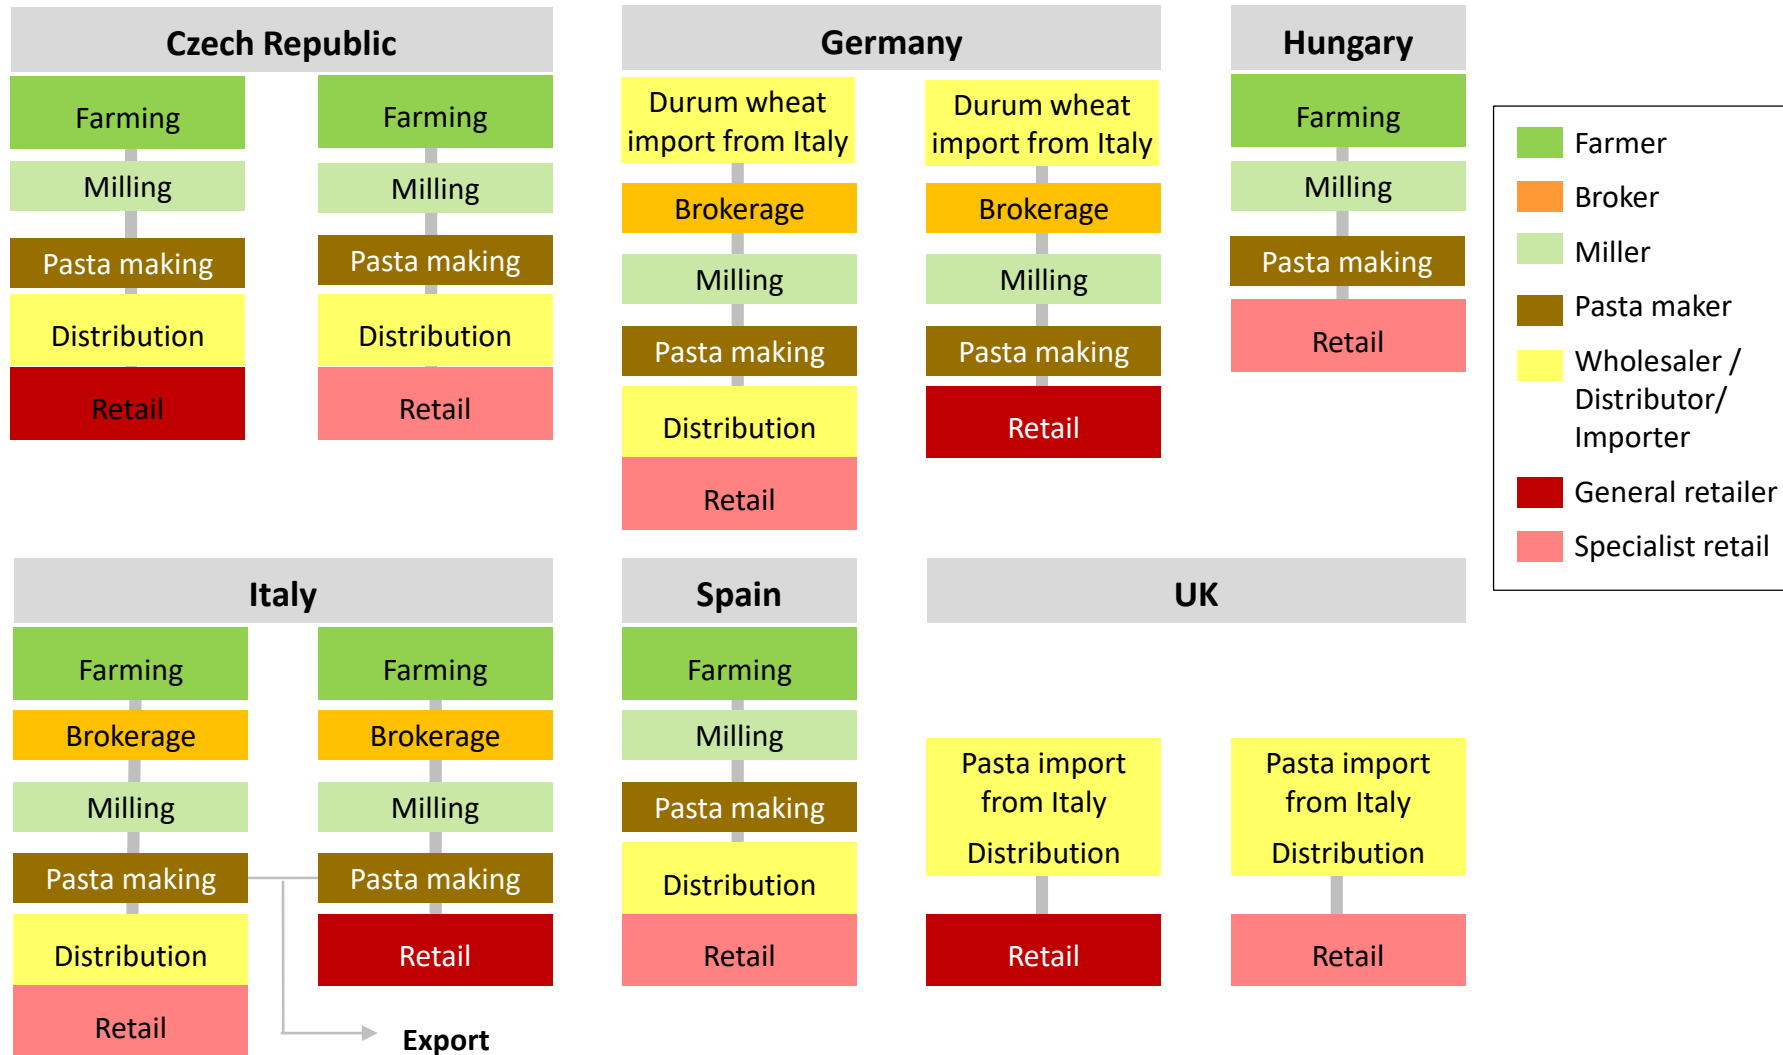 Czech Republic
Farming
Milling
Pasta making
Distribution
Retail
Farming
Milling
Pasta making
Distribution
Retail
Germany
Durum wheat
import from Italy
Brokerage
Milling
Pasta making
Distribution
Retail
Durum wheat
import from Italy
Brokerage
Milling
Pasta making
Retail
Hungary
Farming
Milling
Pasta making
Retail
Farmer
Broker
Miller
Pasta maker
Wholesaler /
Distributor/
Importer
General retailer
Specialist retail
Italy
Farming
Brokerage
Milling
Pasta making
Distribution
Retail
Farming
Brokerage
Milling
Pasta making
Retail
Export
Spain
Farming
Milling
Pasta making
Distribution
Retail
UK
Pasta import
from Italy
Distribution
Retail
Pasta import
from Italy
Distribution
Retail